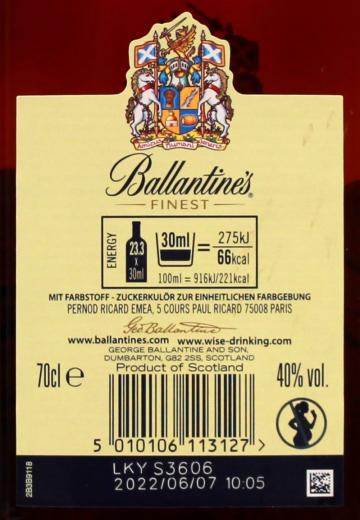 Amicus Humani Generis
Ballantine's®
FINEST
ENERGY
23.3
x
30ml
30ml = 275kJ
66kcal
100ml = 916kJ/221kcal
MIT FARBSTOFF - ZUCKERKULÖR ZUR EINHEITLICHEN FARBGEBUNG
PERNOD RICARD EMEA, 5 COURS PAUL RICARD 75008 PARIS
Geo Ballantine
www.ballantines.com www.wise-drinking.com
GEORGE BALLANTINE AND SON,
DUMBARTON, G82 2SS, SCOTLAND
Product of Scotland
70cl e 40% vol.
5 010106 113127 >
2B3B9118
LKY S3606
2022/06/07 10:05